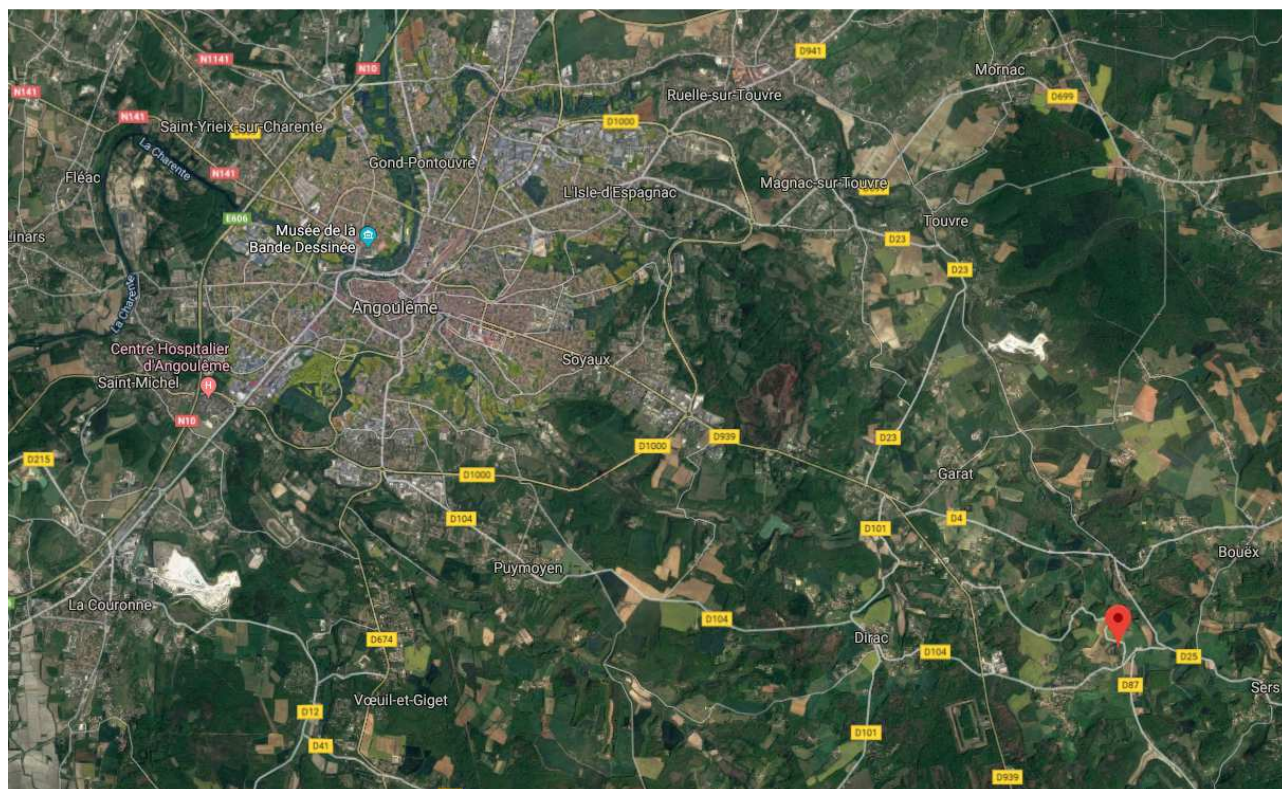 D941
N1141
N10
Mornac
N141
Ruelle-sur-Touvre
D699
N141
Saint-Yrieix-sur-Charente
D1000
La Charente
Gond-Pontouvre
Fléac
N141
L'Isle-d'Espagnac
Magnac-sur-Touvre
E606
Touvre
Musée de la
Bande Dessinée
Linars
D23
D23
La Charente
Angoulême
Centre Hospitalier
d'Angoulême
Soyaux
Saint-Michel
H
N10
D939
D23
D1000
D215
D1000
Garat
D104
D4
D101
Bouëx
Puymoyen
La Couronne
D104
D674
Dirac
D104
D25
D87
Sers
Vœuil-et-Giget
D12
D101
D41
D939